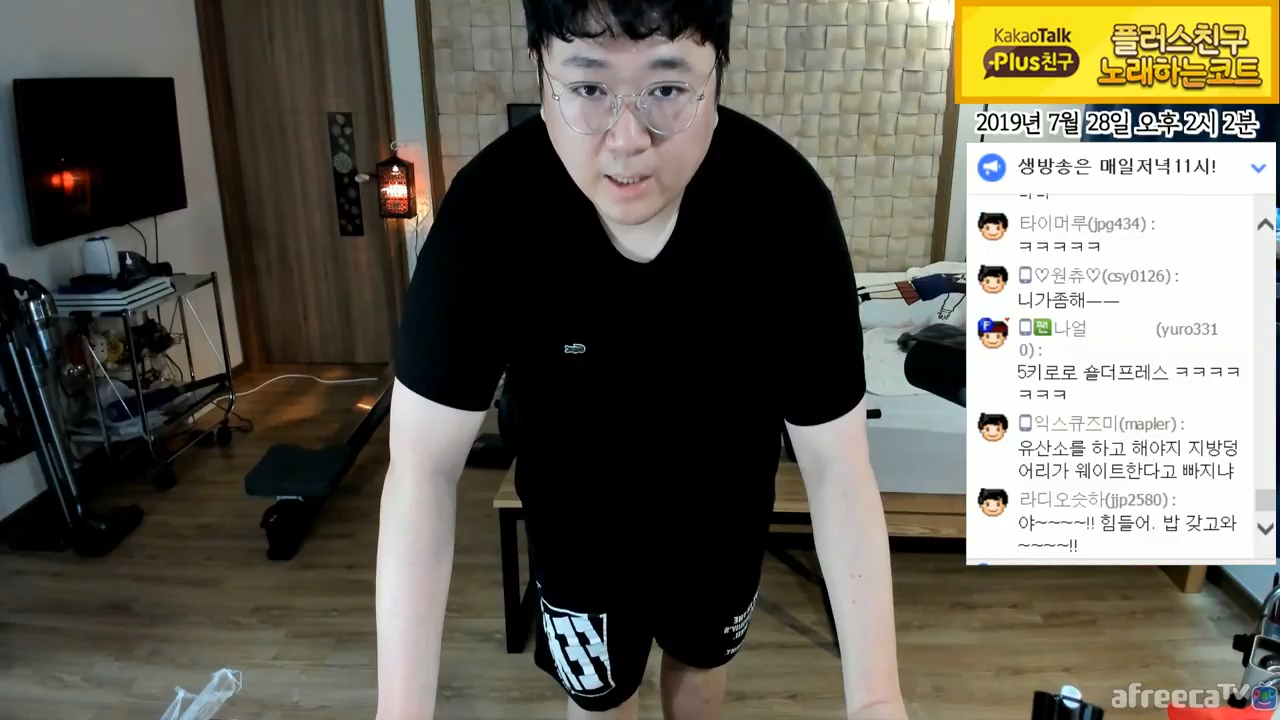 KakaoTalk
Plus친구
플러스친구
노래하는코트
2019년 7월 28일 오후 2시 2분
생방송은 매일저녁11시!
타이머루(jpg434) :
ㅋㅋㅋㅋㅋ
♡원츄♡(csy0126) :
니가좀해ㅡㅡ
팬 나얼 (yuro331
0) :
5키로로 숄더프레스 ㅋㅋㅋㅋ
ㅋㅋㅋ
익스큐즈미(mapler) :
유산소를 하고 해야지 지방덩
어리가 웨이트한다고 빠지냐
라디오슛하(jjp2580) :
야~~~~!! 힘들어. 밥 갖고와
~~~~!!
afreecaTV